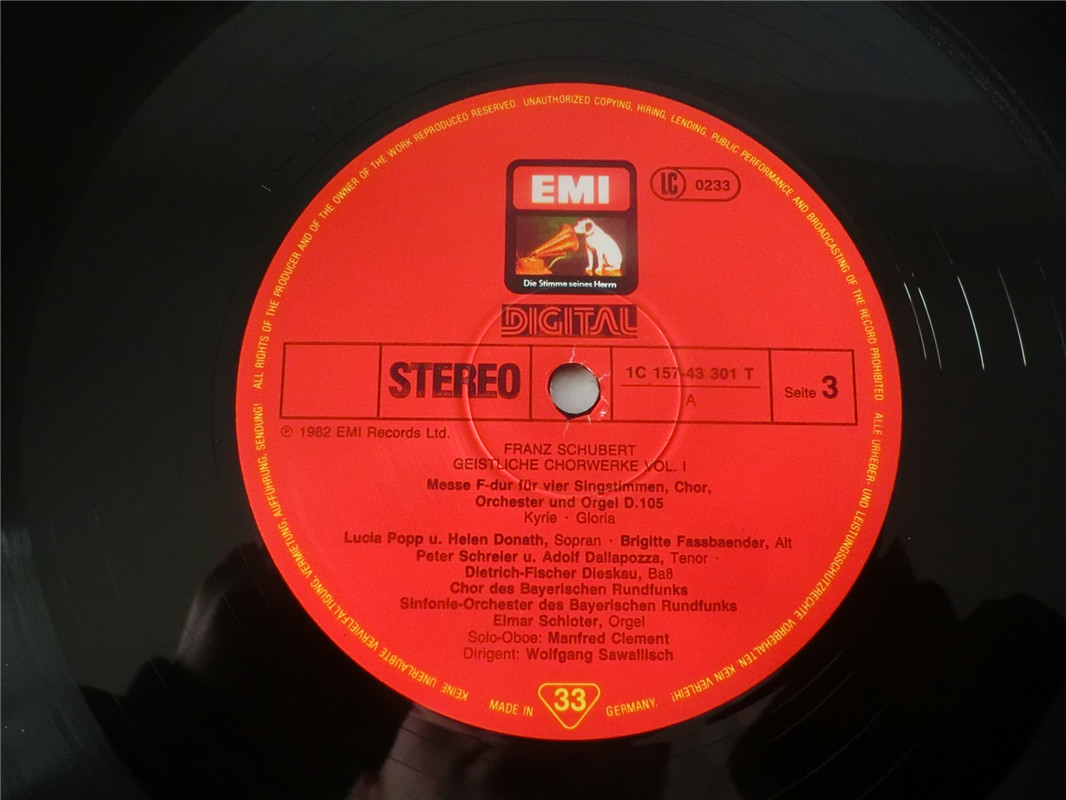 ALL RIGHTS OF THE PRODUCER AND OF THE OWNER OF THE WORK REPRODUCED RESERVED. UNAUTHORIZED COPYING, HIRING, LENDING, PUBLIC PERFORMANCE AND BROADCASTING OF THE RECORD PROHIBITED.
ALLE URHEBER- UND LEISTUNGSSCHUTZRECHTE VORBEHALTEN. KEIN VERLEIH!
KEINE UNERLAUBTE VERVIELFÄLTIGUNG, VERMIETUNG, AUFFÜHRUNG, SENDUNG!
EMI
LC 0233
Die Stimme seines Herrn
DIGITAL
STEREO
1C 157-43 301 T
A
Seite 3
℗ 1982 EMI Records Ltd.
FRANZ SCHUBERT
GEISTLICHE CHORWERKE VOL. I
Messe F-dur für vier Singstimmen, Chor,
Orchester und Orgel D.105
Kyrie · Gloria
Lucia Popp u. Helen Donath, Sopran · Brigitte Fassbaender, Alt
Peter Schreier u. Adolf Dallapozza, Tenor ·
Dietrich-Fischer Dieskau, Baß
Chor des Bayerischen Rundfunks
Sinfonie-Orchester des Bayerischen Rundfunks
Elmar Schloter, Orgel
Solo-Oboe: Manfred Clement
Dirigent: Wolfgang Sawallisch
MADE IN 33 GERMANY.